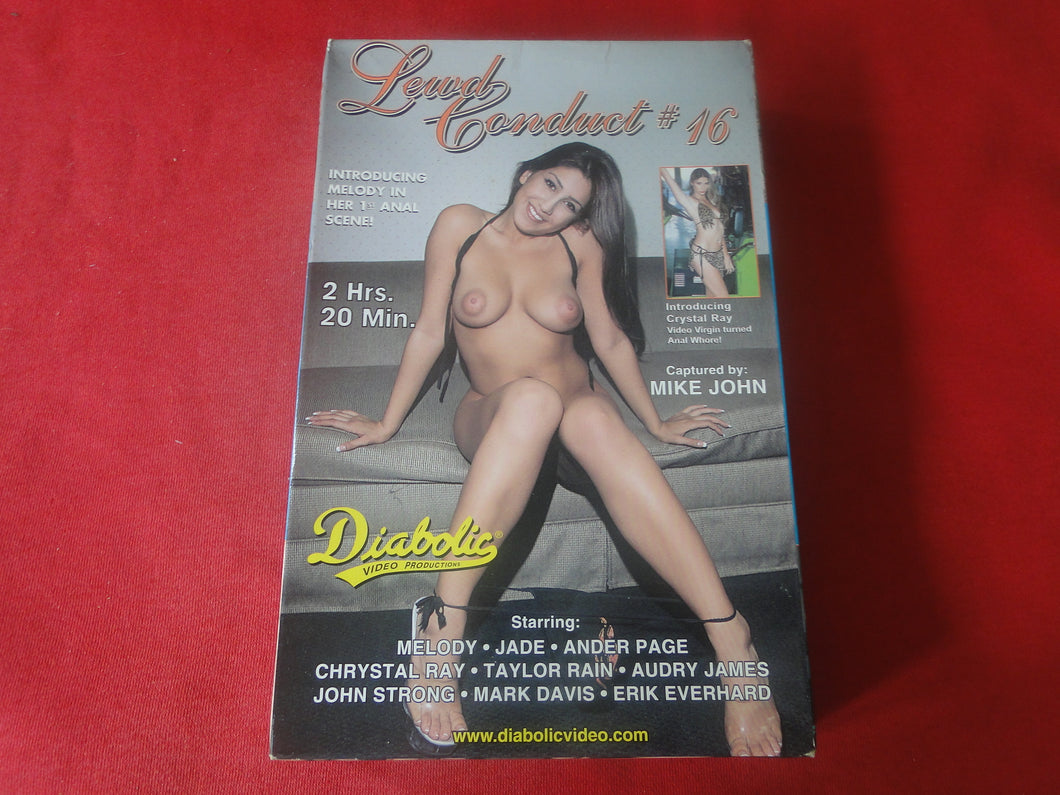 Lewd
Conduct # 16
INTRODUCING
MELODY IN
HER 1ST ANAL
SCENE!
2 Hrs.
20 Min.
Introducing
Crystal Ray
Video Virgin turned
Anal Whore!
Captured by:
MIKE JOHN
Diabolic®
VIDEO PRODUCTIONS
Starring:
MELODY • JADE • ANDER PAGE
CHRYSTAL RAY • TAYLOR RAIN • AUDRY JAMES
JOHN STRONG • MARK DAVIS • ERIK EVERHARD
www.diabolicvideo.com